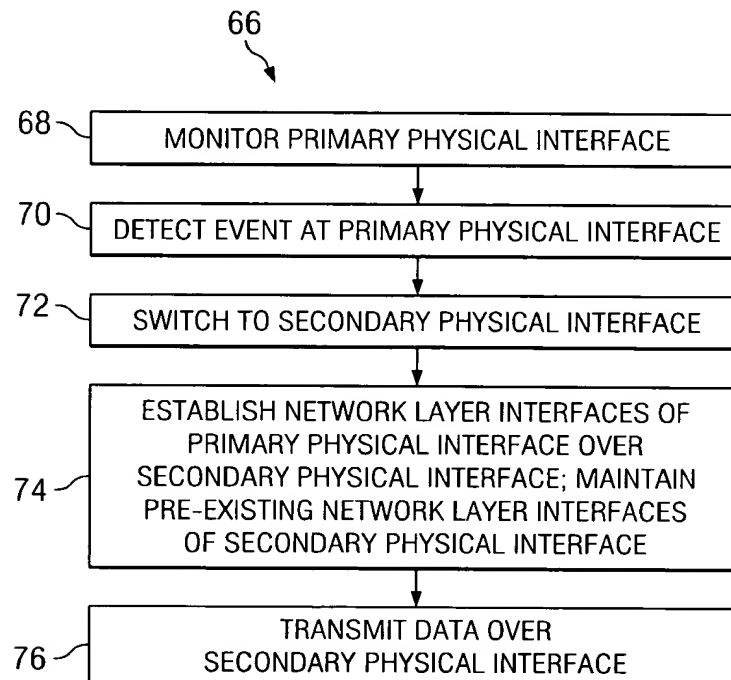 66
68
MONITOR PRIMARY PHYSICAL INTERFACE
70
DETECT EVENT AT PRIMARY PHYSICAL INTERFACE
72
SWITCH TO SECONDARY PHYSICAL INTERFACE
74
ESTABLISH NETWORK LAYER INTERFACES OF
PRIMARY PHYSICAL INTERFACE OVER
SECONDARY PHYSICAL INTERFACE; MAINTAIN
PRE-EXISTING NETWORK LAYER INTERFACES
OF SECONDARY PHYSICAL INTERFACE
76
TRANSMIT DATA OVER
SECONDARY PHYSICAL INTERFACE